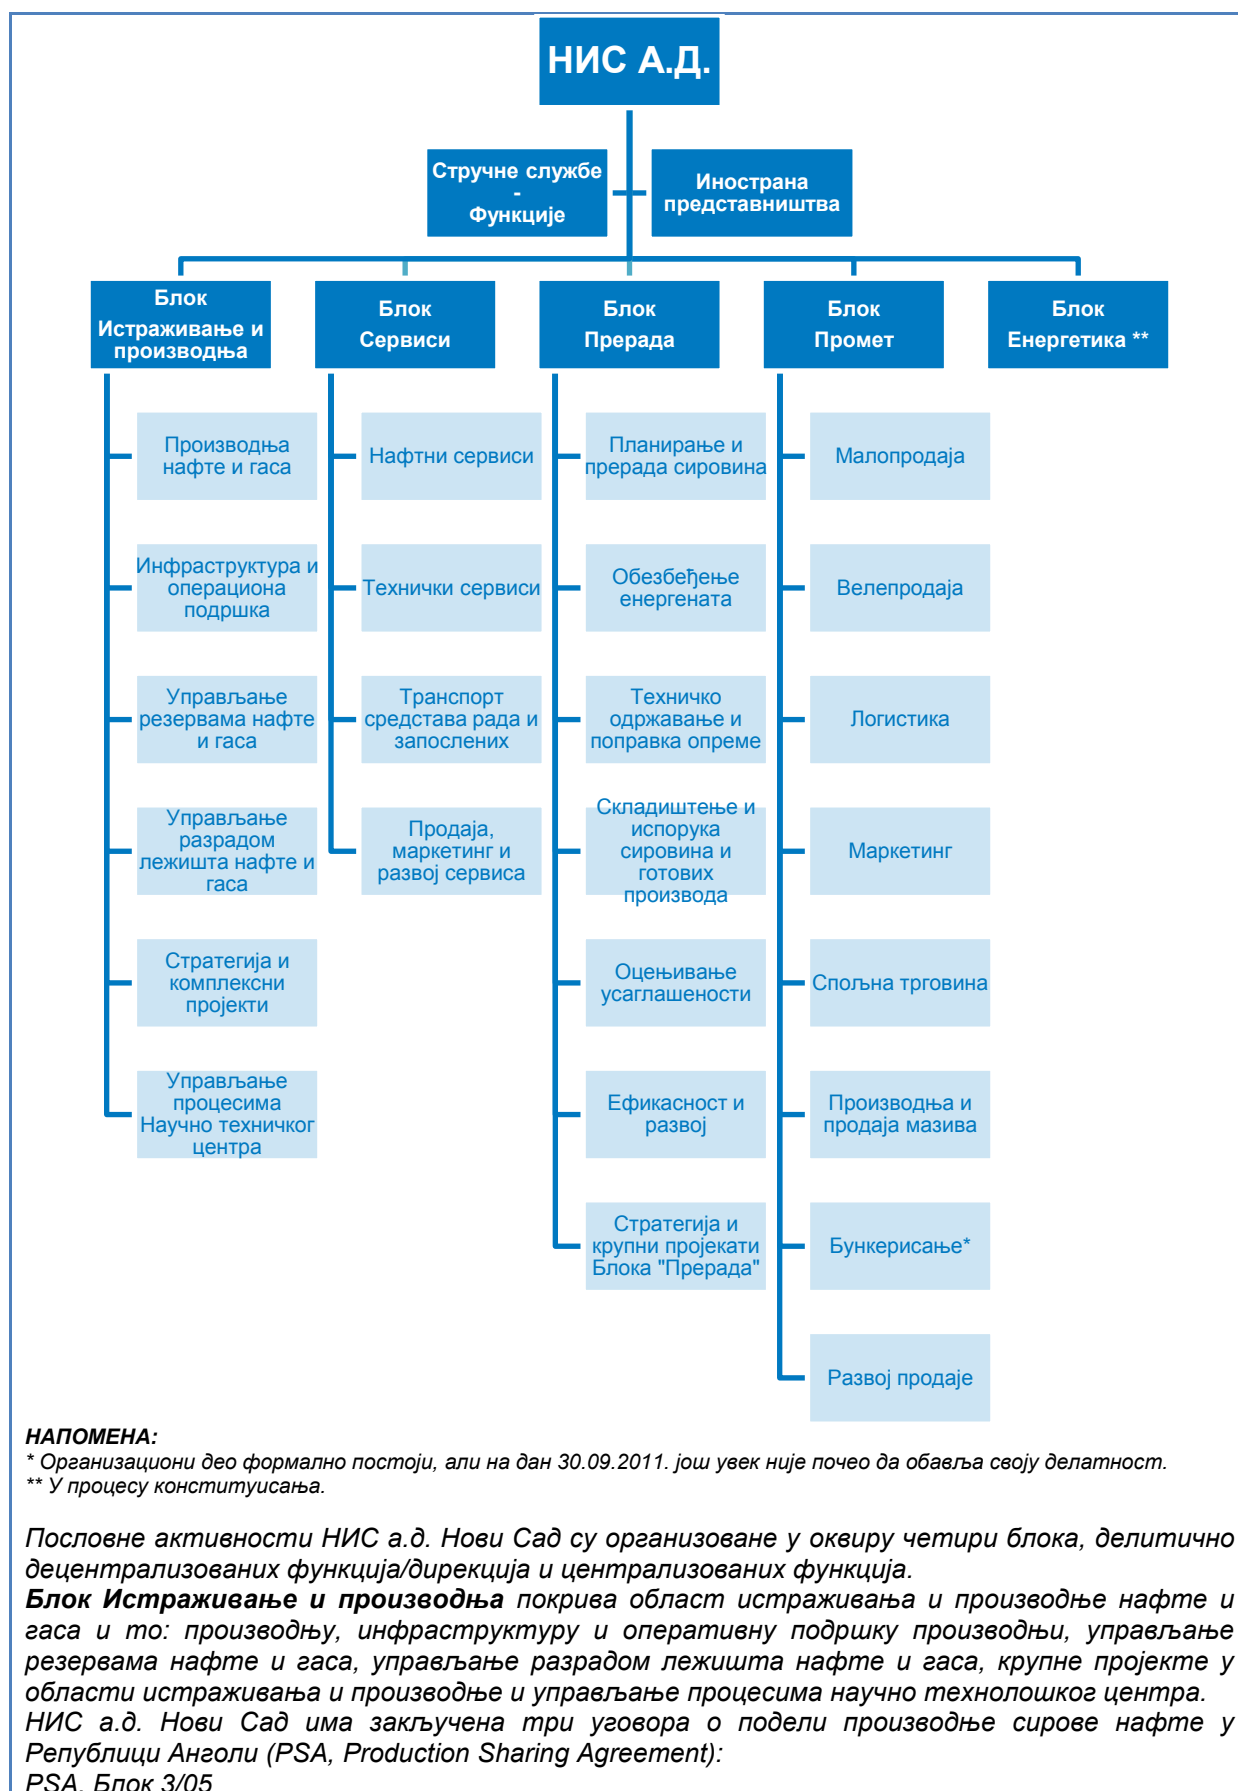 НИС А.Д.
Стручне службе
-
Функције
Инострана
представништва
Блок
Истраживање и
производња
Блок
Сервиси
Блок
Прерада
Блок
Промет
Блок
Енергетика **
Производња
нафте и гаса
Инфраструктура и
операциона
подршка
Управљање
резервама нафте
и гаса
Управљање
разрадом
лежишта нафте и
гаса
Стратегија и
комплексни
пројекти
Управљање
процесима
Научно техничког
центра
Нафтни сервиси
Технички сервиси
Транспорт
средстава рада и
запослених
Продаја,
маркетинг и
развој сервиса
Планирање и
прерада сировина
Обезбеђење
енергената
Техничко
одржавање и
поправка опреме
Складиштење и
испорука
сировина и
готових
производа
Оцењивање
усаглашености
Ефикасност и
развој
Стратегија и
крупни пројекати
Блока "Прерада"
Малопродаја
Велепродаја
Логистика
Маркетинг
Спољна трговина
Производња и
продаја мазива
Бункерисање*
Развој продаје
НАПОМЕНА:
* Организациони део формално постоји, али на дан 30.09.2011. још увек није почео да обавља своју делатност.
** У процесу конституисања.
Пословне активности НИС а.д. Нови Сад су организоване у оквиру четири блока, делитично
децентрализованих функција/дирекција и централизованих функција.
Блок Истраживање и производња покрива област истраживања и производње нафте и
гаса и то: производњу, инфраструктуру и оперативну подршку производњи, управљање
резервама нафте и гаса, управљање разрадом лежишта нафте и гаса, крупне пројекте у
области истраживања и производње и управљање процесима научно технолошког центра.
НИС а.д. Нови Сад има закључена три уговора о подели производње сирове нафте у
Републици Анголи (PSA, Production Sharing Agreement):
PSA, Блок 3/05